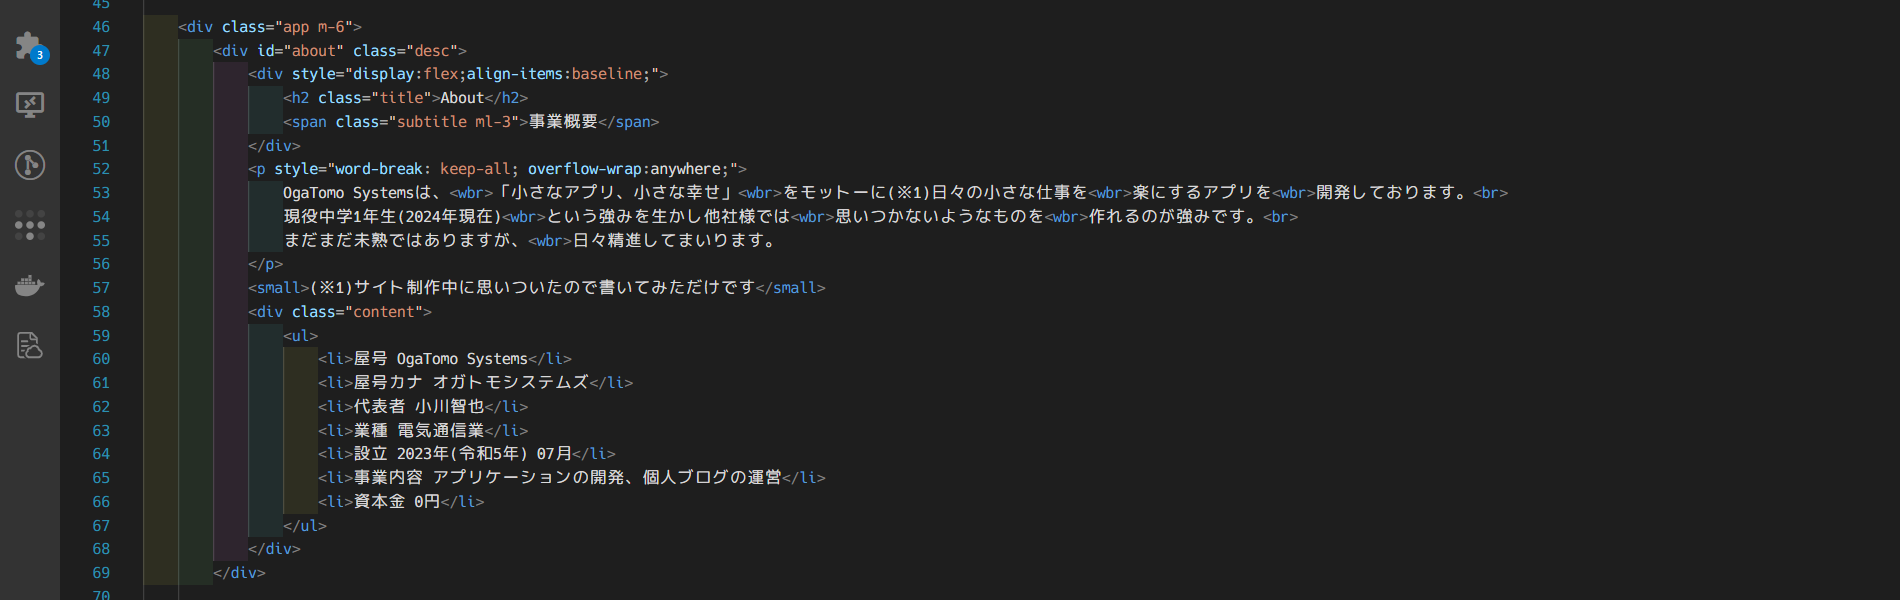 45
46 <div class="app m-6">
47 <div id="about" class="desc">
48 <div style="display:flex;align-items:baseline;">
49 <h2 class="title">About</h2>
50 <span class="subtitle ml-3">事業概要</span>
51 </div>
52 <p style="word-break: keep-all; overflow-wrap:anywhere;">
53 OgaTomo Systemsは、<wbr>「小さなアプリ、小さな幸せ」<wbr>をモットーに(※1)日々の小さな仕事を<wbr>楽にするアプリを<wbr>開発しております。<br>
54 現役中学1年生(2024年現在)<wbr>という強みを生かし他社様では<wbr>思いつかないようなものを<wbr>作れるのが強みです。<br>
55 まだまだ未熟ではありますが、<wbr>日々精進してまいります。
56 </p>
57 <small>(※1)サイト制作中に思いついたので書いてみただけです</small>
58 <div class="content">
59 <ul>
60 <li>屋号 OgaTomo Systems</li>
61 <li>屋号カナ オガトモシステムズ</li>
62 <li>代表者 小川智也</li>
63 <li>業種 電気通信業</li>
64 <li>設立 2023年(令和5年) 07月</li>
65 <li>事業内容 アプリケーションの開発、個人ブログの運営</li>
66 <li>資本金 0円</li>
67 </ul>
68 </div>
69 </div>
70
3